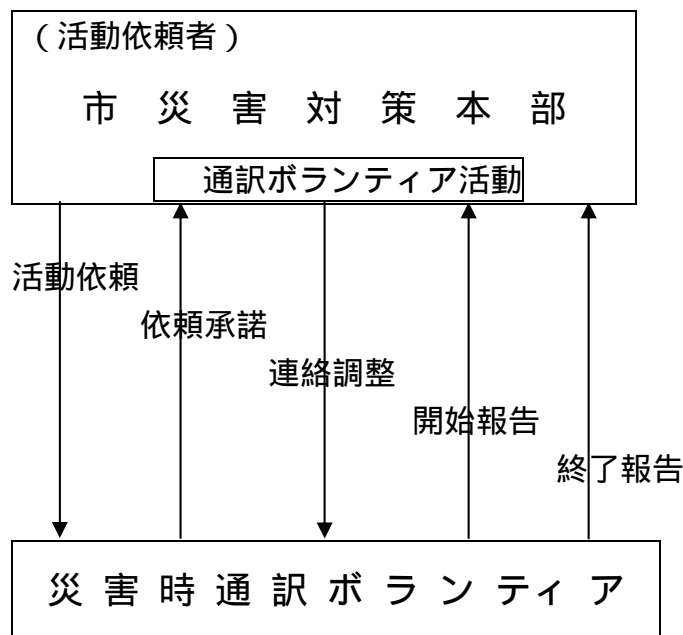 （活動依頼者）
市災害対策本部
通訳ボランティア活動
活動依頼
依頼承諾
連絡調整
開始報告
終了報告
災害時通訳ボランティア